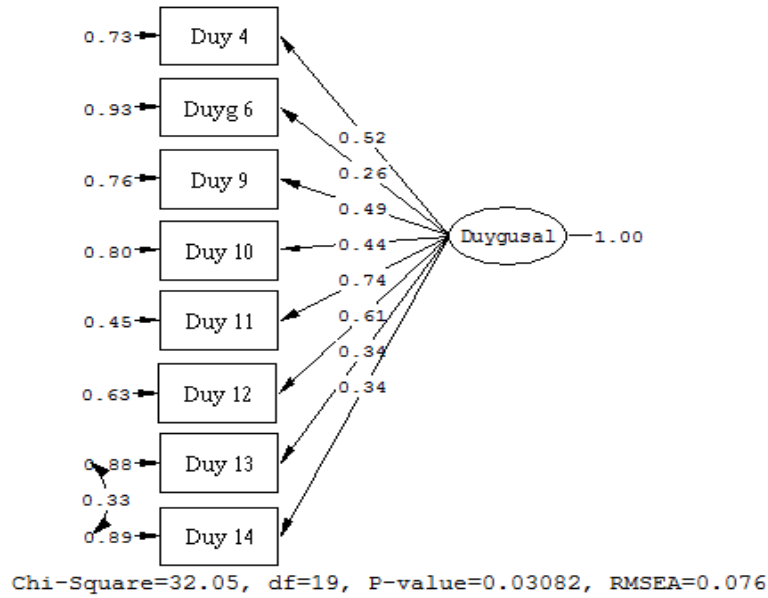 0.73 Duy 4
0.93 Duyg 6
0.52
0.26
0.76 Duy 9
0.49
0.80 Duy 10
0.44
Duygusal 1.00
0.74
0.45 Duy 11
0.61
0.34
0.63 Duy 12
0.34
0.88 Duy 13
0.33
0.89 Duy 14
Chi-Square=32.05, df=19, P-value=0.03082, RMSEA=0.076